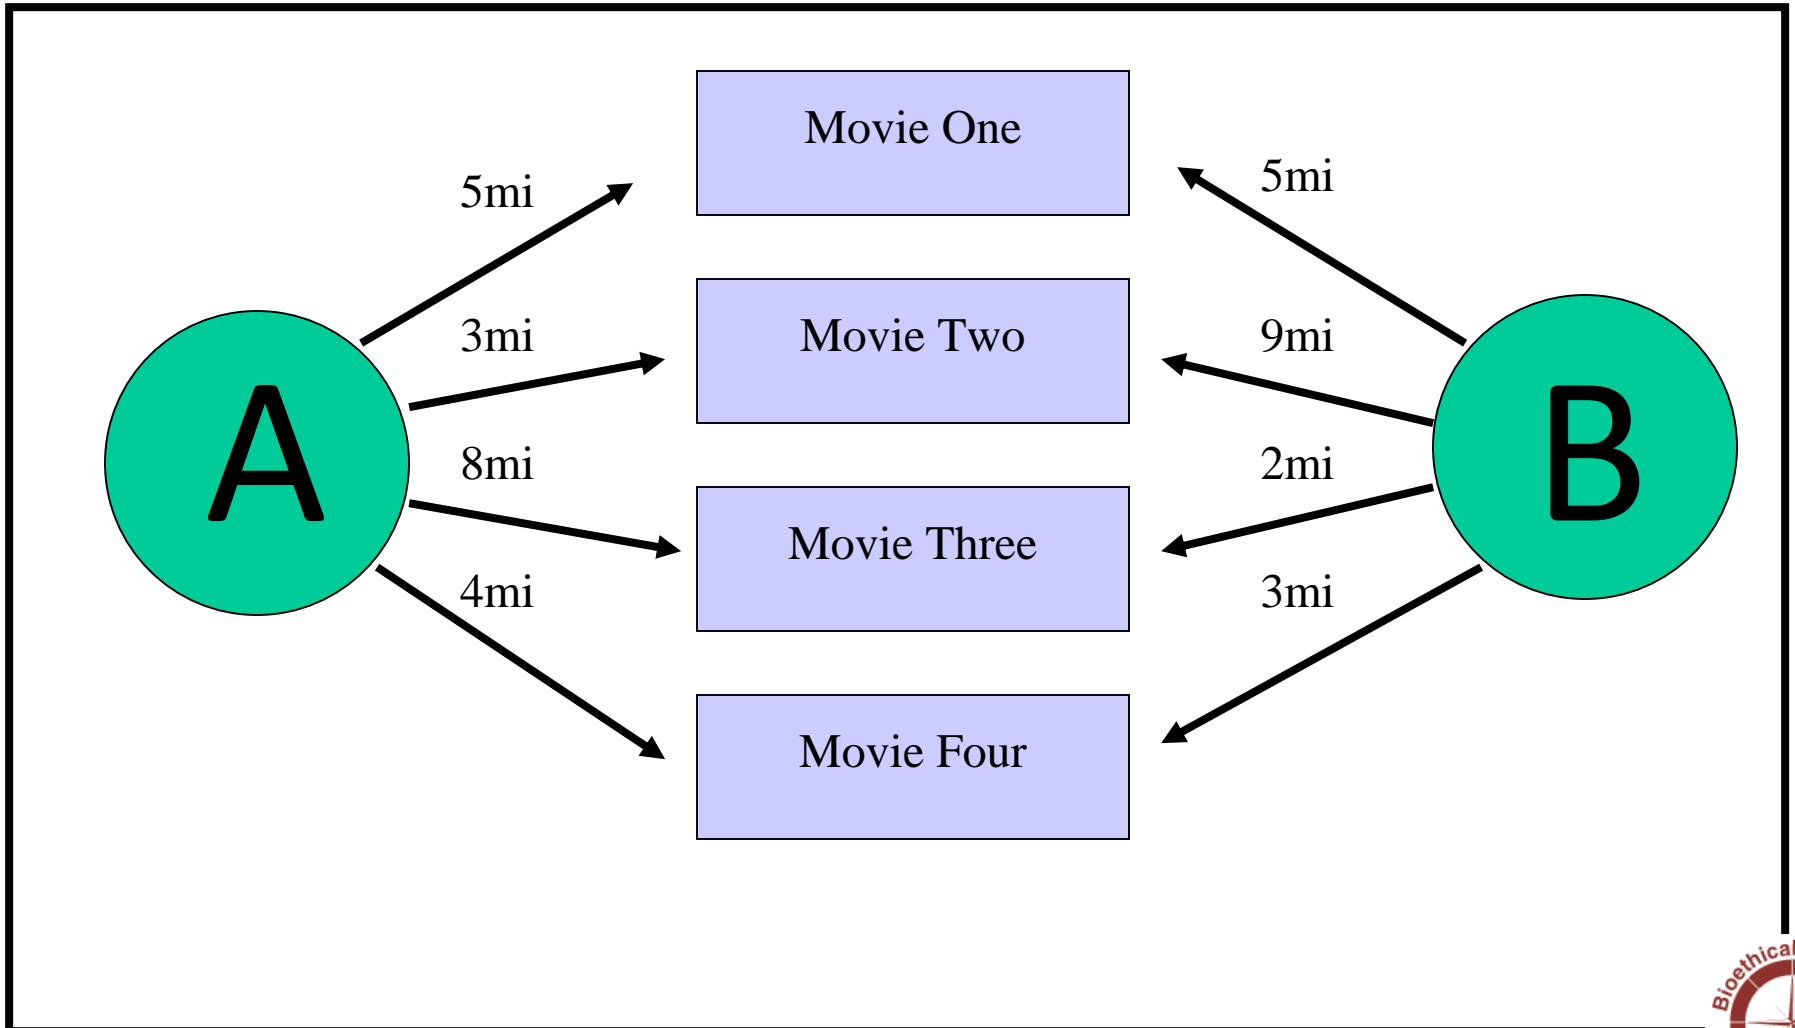 Movie One
5mi
5mi
Movie Two
3mi
9mi
A
B
8mi
2mi
Movie Three
4mi
3mi
Movie Four
Bioethical